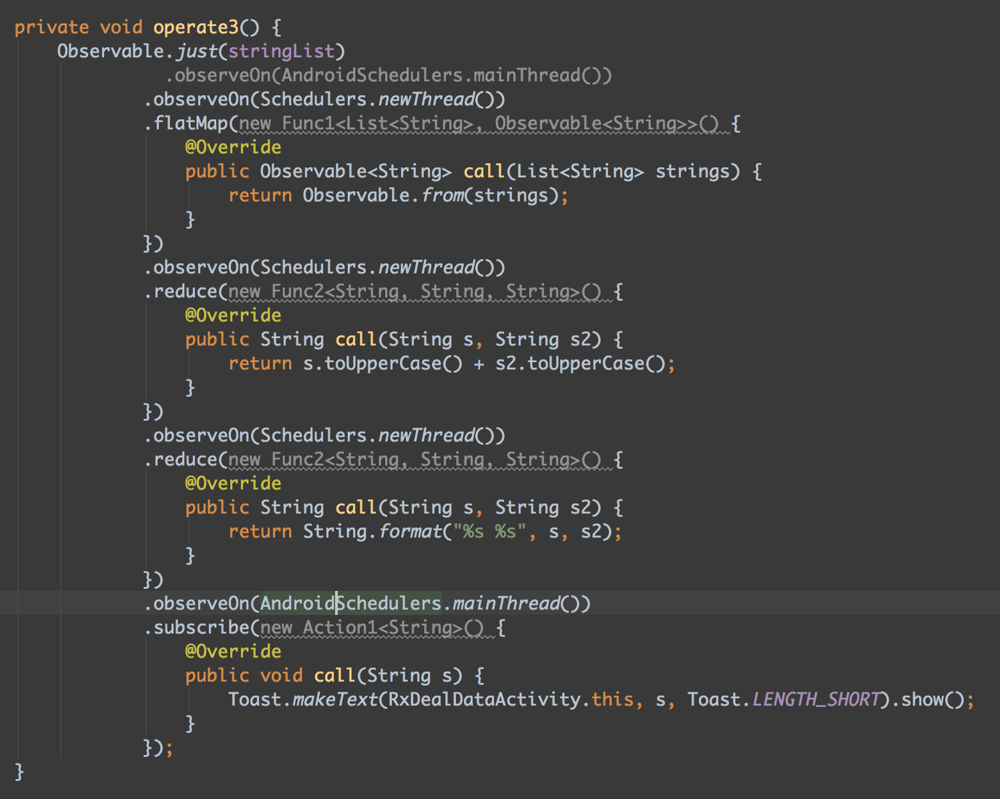 private void operate3() {
    Observable.just(stringList)
              .observeOn(AndroidSchedulers.mainThread())
            .observeOn(Schedulers.newThread())
            .flatMap(new Func1<List<String>, Observable<String>>() {
                @Override
                public Observable<String> call(List<String> strings) {
                    return Observable.from(strings);
                }
            })
            .observeOn(Schedulers.newThread())
            .reduce(new Func2<String, String, String>() {
                @Override
                public String call(String s, String s2) {
                    return s.toUpperCase() + s2.toUpperCase();
                }
            })
            .observeOn(Schedulers.newThread())
            .reduce(new Func2<String, String, String>() {
                @Override
                public String call(String s, String s2) {
                    return String.format("%s %s", s, s2);
                }
            })
            .observeOn(AndroidSchedulers.mainThread())
            .subscribe(new Action1<String>() {
                @Override
                public void call(String s) {
                    Toast.makeText(RxDealDataActivity.this, s, Toast.LENGTH_SHORT).show();
                }
            });
}